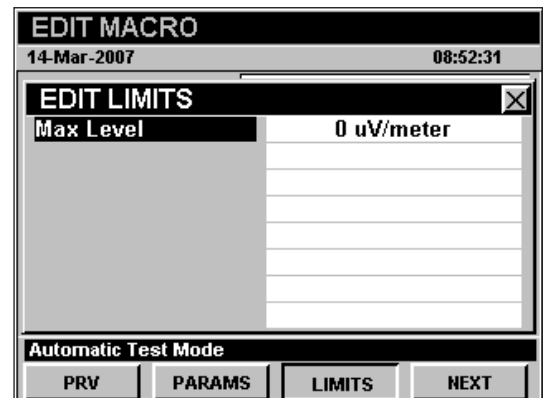 EDIT MACRO
14-Mar-2007 08:52:31
EDIT LIMITS
Max Level 0 uV/meter
Automatic Test Mode
PRV PARAMS LIMITS NEXT